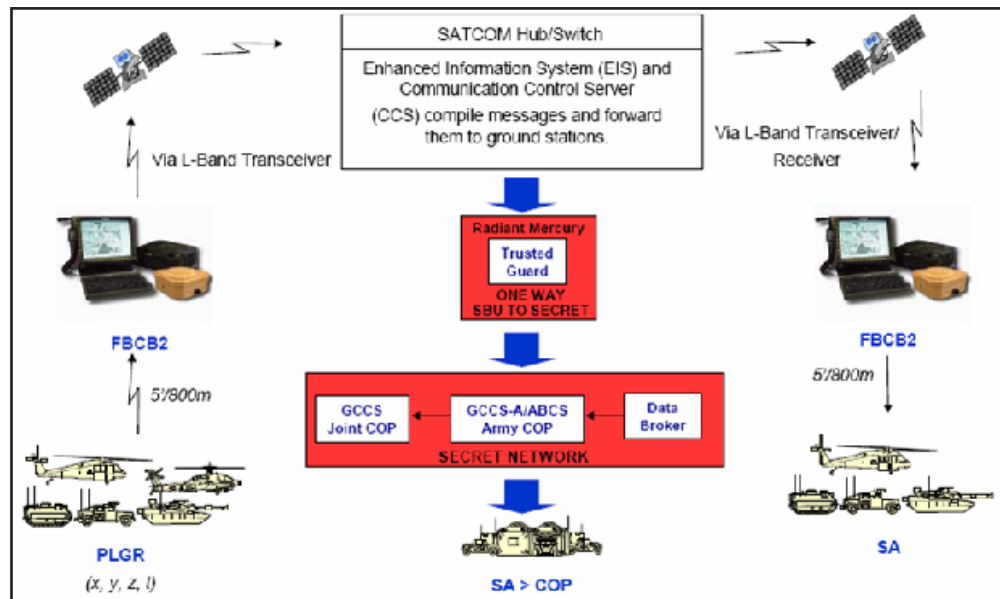 SATCOM Hub/Switch
Enhanced Information System (EIS) and
Communication Control Server
(CCS) compile messages and forward
them to ground stations.
Via L-Band Transceiver
Via L-Band Transceiver/
Receiver
Radiant Mercury
Trusted
Guard
ONE WAY
SBU TO SECRET
FBCB2
FBCB2
5'/800m
5'/800m
GCCS
Joint COP
GCCS-A/ABCS
Army COP
Data
Broker
SECRET NETWORK
PLGR
(x, y, z, t)
SA > COP
SA